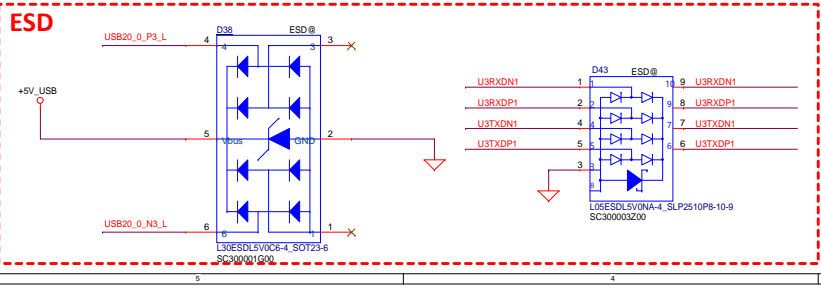 ESD
D38 ESD@
USB20_0_P3_L 4 4 3 3
+5V_USB
5 Vbus GND 2
USB20_0_N3_L 6 6 1 1
L30ESDL5V0C6-4_SOT23-6
SC300001G00
D43 ESD@
U3RXDN1 1 1 10 9 U3RXDN1
U3RXDP1 2 2 9 8 U3RXDP1
U3TXDN1 4 4 7 7 U3TXDN1
U3TXDP1 5 5 6 6 U3TXDP1
3 3
8
L05ESDL5V0NA-4_SLP2510P8-10-9
SC300003Z00
5 4